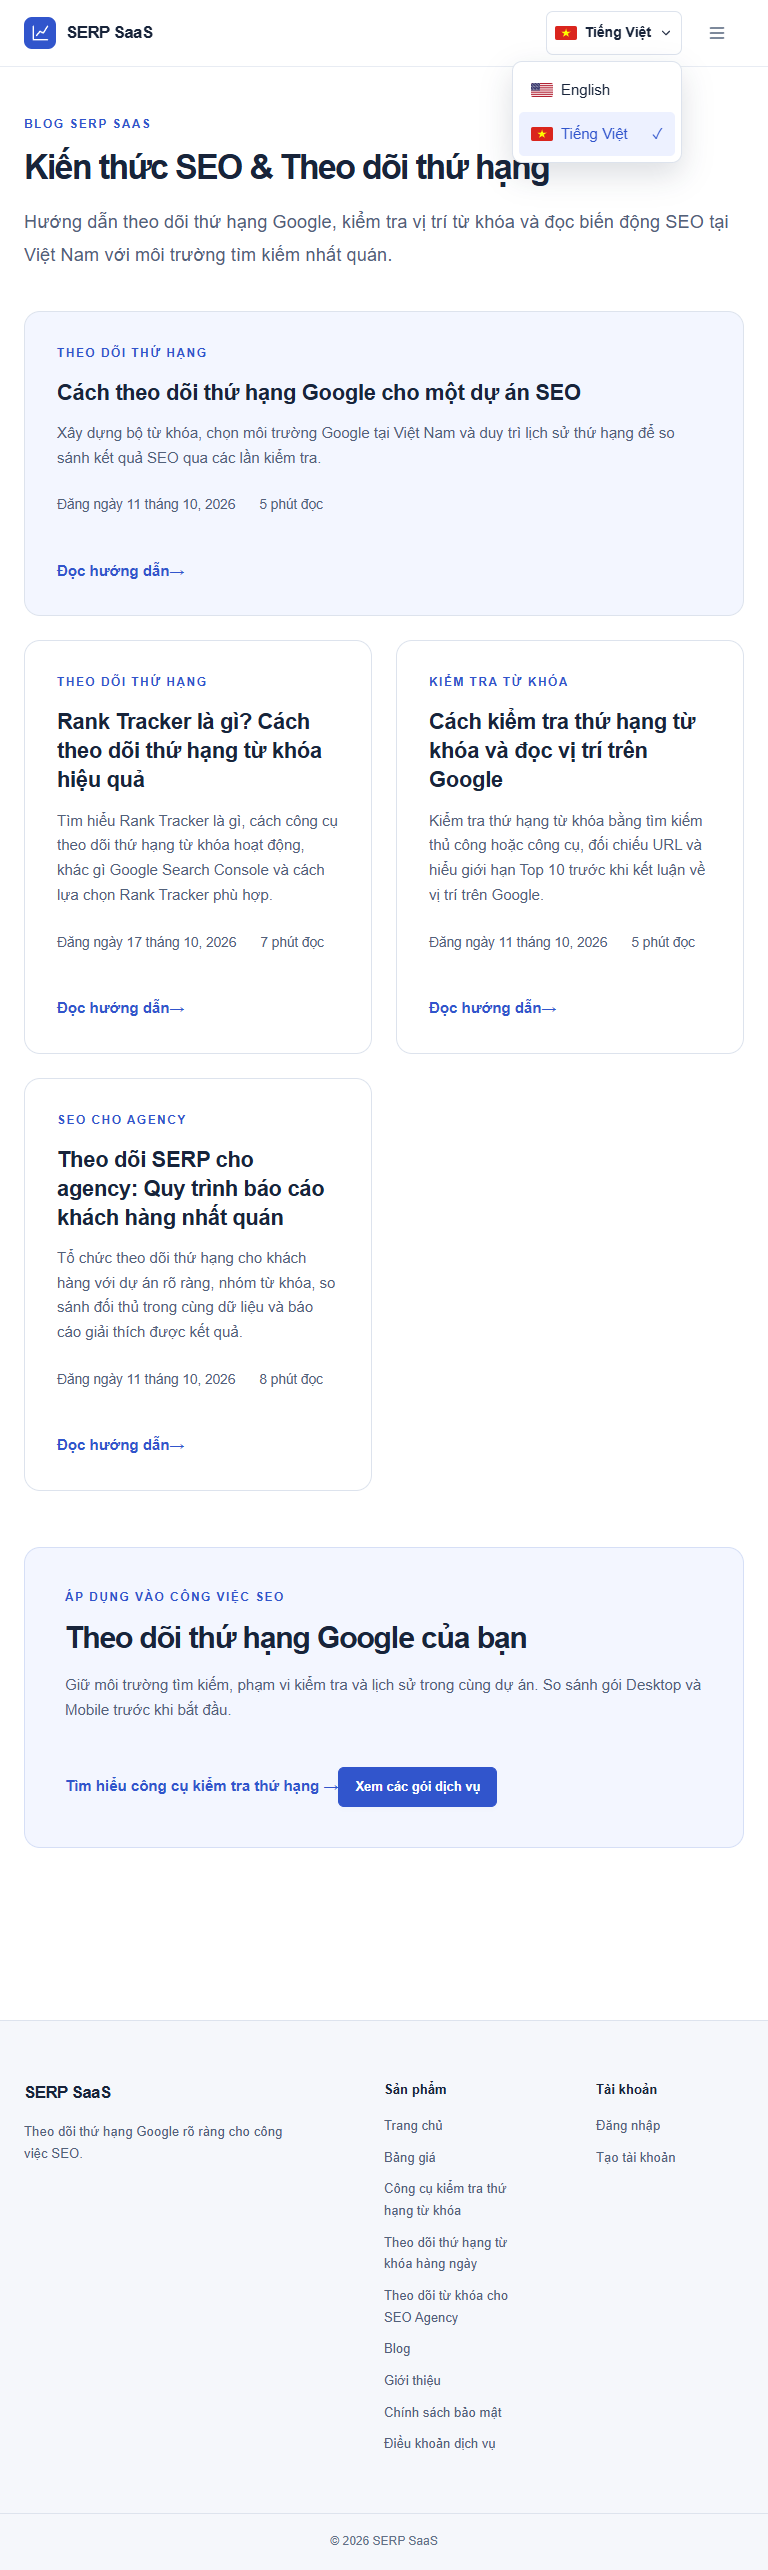 SERP SaaS
Tiếng Việt
English
Tiếng Việt
BLOG SERP SAAS
Kiến thức SEO & Theo dõi thứ hạng
Hướng dẫn theo dõi thứ hạng Google, kiểm tra vị trí từ khóa và đọc biến động SEO tại
Việt Nam với môi trường tìm kiếm nhất quán.
THEO DÕI THỨ HẠNG
Cách theo dõi thứ hạng Google cho một dự án SEO
Xây dựng bộ từ khóa, chọn môi trường Google tại Việt Nam và duy trì lịch sử thứ hạng để so
sánh kết quả SEO qua các lần kiểm tra.
Đăng ngày 11 tháng 10, 2026 5 phút đọc
Đọc hướng dẫn→
THEO DÕI THỨ HẠNG
Rank Tracker là gì? Cách
theo dõi thứ hạng từ khóa
hiệu quả
Tìm hiểu Rank Tracker là gì, cách công cụ
theo dõi thứ hạng từ khóa hoạt động,
khác gì Google Search Console và cách
lựa chọn Rank Tracker phù hợp.
Đăng ngày 17 tháng 10, 2026 7 phút đọc
Đọc hướng dẫn→
KIỂM TRA TỪ KHÓA
Cách kiểm tra thứ hạng từ
khóa và đọc vị trí trên
Google
Kiểm tra thứ hạng từ khóa bằng tìm kiếm
thủ công hoặc công cụ, đối chiếu URL và
hiểu giới hạn Top 10 trước khi kết luận về
vị trí trên Google.
Đăng ngày 11 tháng 10, 2026 5 phút đọc
Đọc hướng dẫn→
SEO CHO AGENCY
Theo dõi SERP cho
agency: Quy trình báo cáo
khách hàng nhất quán
Tổ chức theo dõi thứ hạng cho khách
hàng với dự án rõ ràng, nhóm từ khóa, so
sánh đối thủ trong cùng dữ liệu và báo
cáo giải thích được kết quả.
Đăng ngày 11 tháng 10, 2026 8 phút đọc
Đọc hướng dẫn→
ÁP DỤNG VÀO CÔNG VIỆC SEO
Theo dõi thứ hạng Google của bạn
Giữ môi trường tìm kiếm, phạm vi kiểm tra và lịch sử trong cùng dự án. So sánh gói Desktop và
Mobile trước khi bắt đầu.
Tìm hiểu công cụ kiểm tra thứ hạng →
Xem các gói dịch vụ
SERP SaaS
Theo dõi thứ hạng Google rõ ràng cho công
việc SEO.
Sản phẩm
Trang chủ
Bảng giá
Công cụ kiểm tra thứ
hạng từ khóa
Theo dõi thứ hạng từ
khóa hàng ngày
Theo dõi từ khóa cho
SEO Agency
Blog
Giới thiệu
Chính sách bảo mật
Điều khoản dịch vụ
Tài khoản
Đăng nhập
Tạo tài khoản
© 2026 SERP SaaS